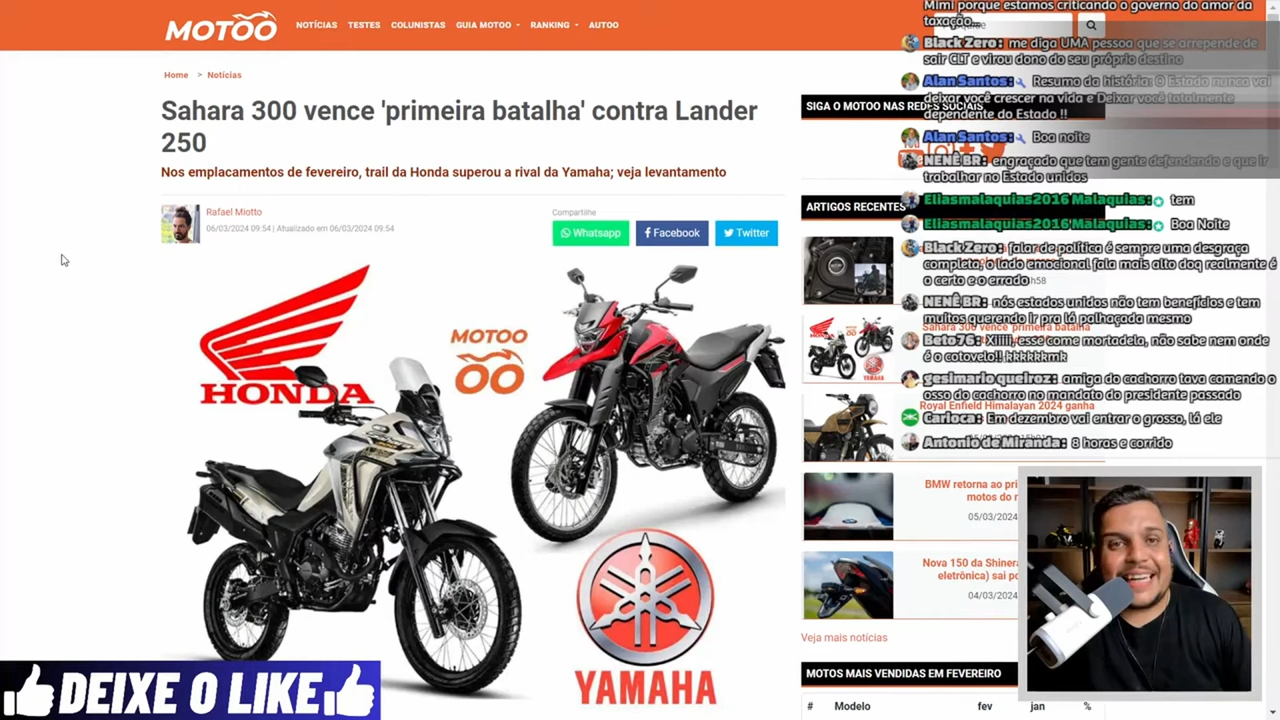 MOTOO
NOTÍCIAS TESTES COLUNISTAS GUIA MOTOO RANKING AUTOO
Home > Notícias
Sahara 300 vence 'primeira batalha' contra Lander
250
Nos emplacamentos de fevereiro, trail da Honda superou a rival da Yamaha; veja levantamento
Rafael Miotto
06/03/2024 09:54 | Atualizado em 06/03/2024 09:54
Compartilhe
Whatsapp Facebook Twitter
HONDA
MOTOO
YAMAHA
DEIXE O LIKE
SIGA O MOTOO NAS REDES SOCIAIS
ARTIGOS RECENTES
Sahara 300 vence 'primeira batalha
Royal Enfield Himalayan 2024 ganha
BMW retorna ao pri
motos do r
05/03/2024
Nova 150 da Shinera
eletrônica) sai po
04/03/2024
Veja mais notícias
MOTOS MAIS VENDIDAS EM FEVEREIRO
# Modelo fev jan %
Mimi porque estamos criticando o governo do amor da
taxação...
Black Zero: me diga UMA pessoa que se arrepende de
sair CLT e virou dono do seu próprio destino
Alan Santos: Resumo da história: O Estado nunca vai
deixar você crescer na vida e Deixar você totalmente
dependente do Estado !!
Alan Santos: Boa noite
NENÊ BR: engraçado que tem gente defendendo e que ir
trabalhar no Estado unidos
Eliasmalaquias2016 Malaquias: tem
Eliasmalaquias2016 Malaquias: Boa Noite
Black Zero: falar de política é sempre uma desgraça
completa, o lado emocional fala mais alto doq realmente é
o certo e o errado
NENÊ BR: nós estados unidos não tem benefícios e tem
muitos querendo ir pra lá palhaçada mesmo
Beto76: Xiiiii, esse come mortadela, não sabe nem onde
é o cotovelo!! kkkkkkmk
gesimario queiroz: amiga do cachorro tava comendo o
osso do cachorro no mandato do presidente passado
Carioca: Em dezembro vai entrar o grosso, lá ele
Antonio de Miranda: 8 horas e corrido